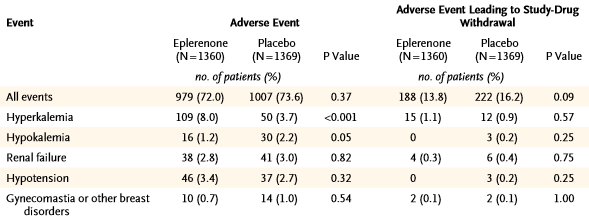 Event Adverse Event Adverse Event Leading to Study-Drug Withdrawal
Eplerenone (N=1360) Placebo (N=1369) P Value Eplerenone (N=1360) Placebo (N=1369) P Value
no. of patients (%) no. of patients (%)
All events 979 (72.0) 1007 (73.6) 0.37 188 (13.8) 222 (16.2) 0.09
Hyperkalemia 109 (8.0) 50 (3.7) <0.001 15 (1.1) 12 (0.9) 0.57
Hypokalemia 16 (1.2) 30 (2.2) 0.05 0 3 (0.2) 0.25
Renal failure 38 (2.8) 41 (3.0) 0.82 4 (0.3) 6 (0.4) 0.75
Hypotension 46 (3.4) 37 (2.7) 0.32 0 3 (0.2) 0.25
Gynecomastia or other breast 10 (0.7) 14 (1.0) 0.54 2 (0.1) 2 (0.1) 1.00
disorders